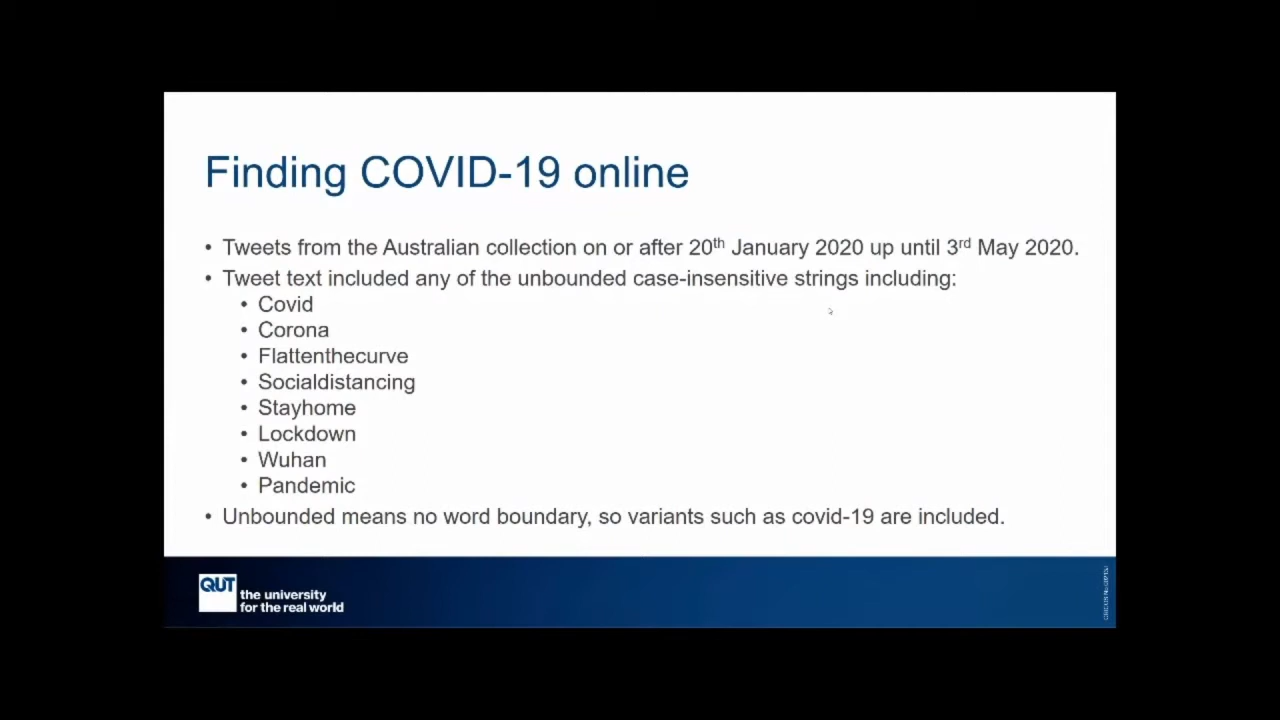 Finding COVID-19 online
• Tweets from the Australian collection on or after 20th January 2020 up until 3rd May 2020.
• Tweet text included any of the unbounded case-insensitive strings including:
• Covid
• Corona
• Flattenthecurve
• Socialdistancing
• Stayhome
• Lockdown
• Wuhan
• Pandemic
• Unbounded means no word boundary, so variants such as covid-19 are included.
QUT
the university
for the real world